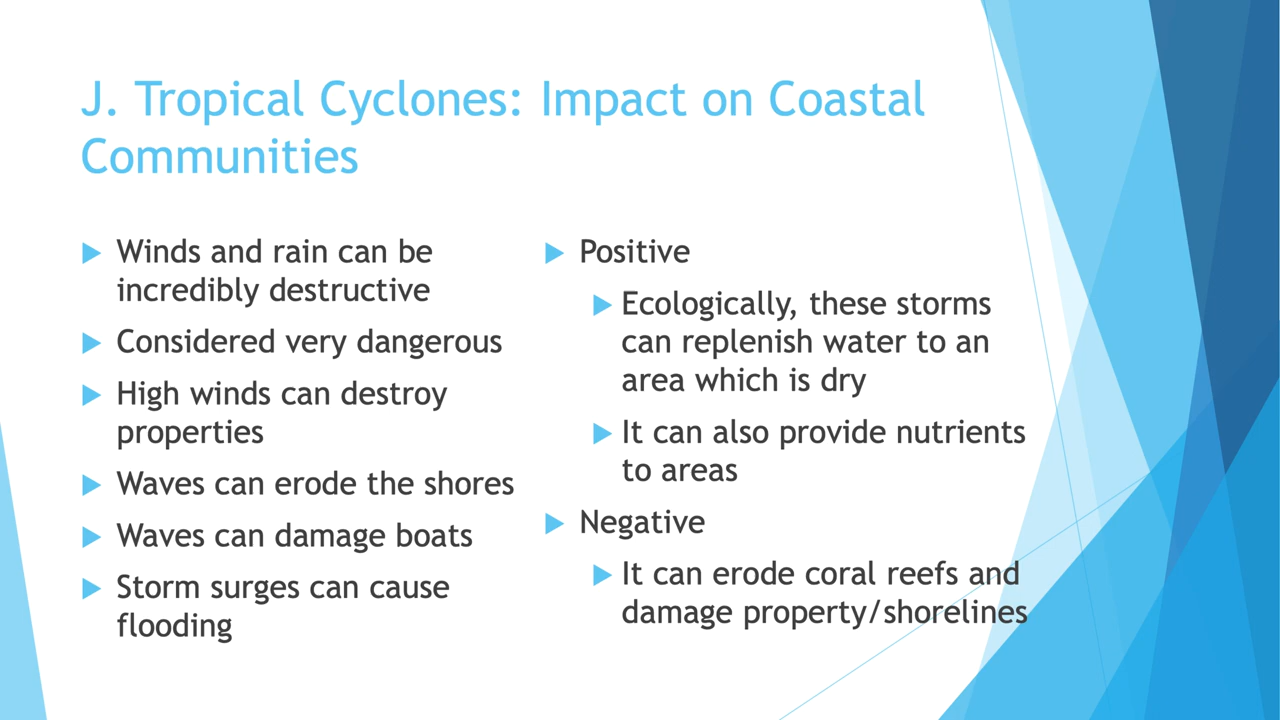 J. Tropical Cyclones: Impact on Coastal
Communities
Winds and rain can be
incredibly destructive
Considered very dangerous
High winds can destroy
properties
Waves can erode the shores
Waves can damage boats
Storm surges can cause
flooding
Positive
Ecologically, these storms
can replenish water to an
area which is dry
It can also provide nutrients
to areas
Negative
It can erode coral reefs and
damage property/shorelines